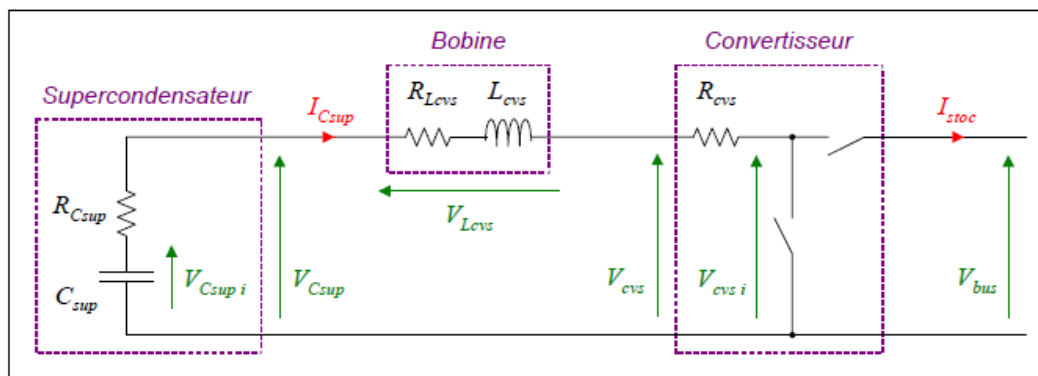 Bobine
Convertisseur
Supercondensateur
I_Csup
R_Lcvs
L_cvs
R_cvs
I_stoc
R_Csup
V_Lcvs
C_sup
V_Csup i
V_Csup
V_cvs
V_cvs i
V_bus